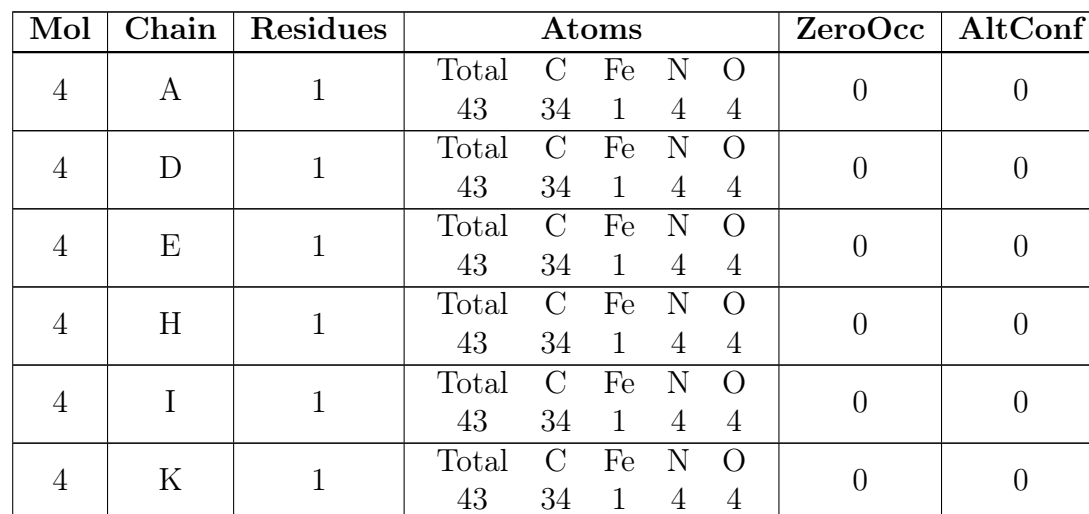 Mol Chain Residues Atoms ZeroOcc AltConf
Total C Fe N O
4 A 1 0 0
43 34 1 4 4
Total C Fe N O
4 D 1 0 0
43 34 1 4 4
Total C Fe N O
4 E 1 0 0
43 34 1 4 4
Total C Fe N O
4 H 1 0 0
43 34 1 4 4
Total C Fe N O
4 I 1 0 0
43 34 1 4 4
Total C Fe N O
4 K 1 0 0
43 34 1 4 4